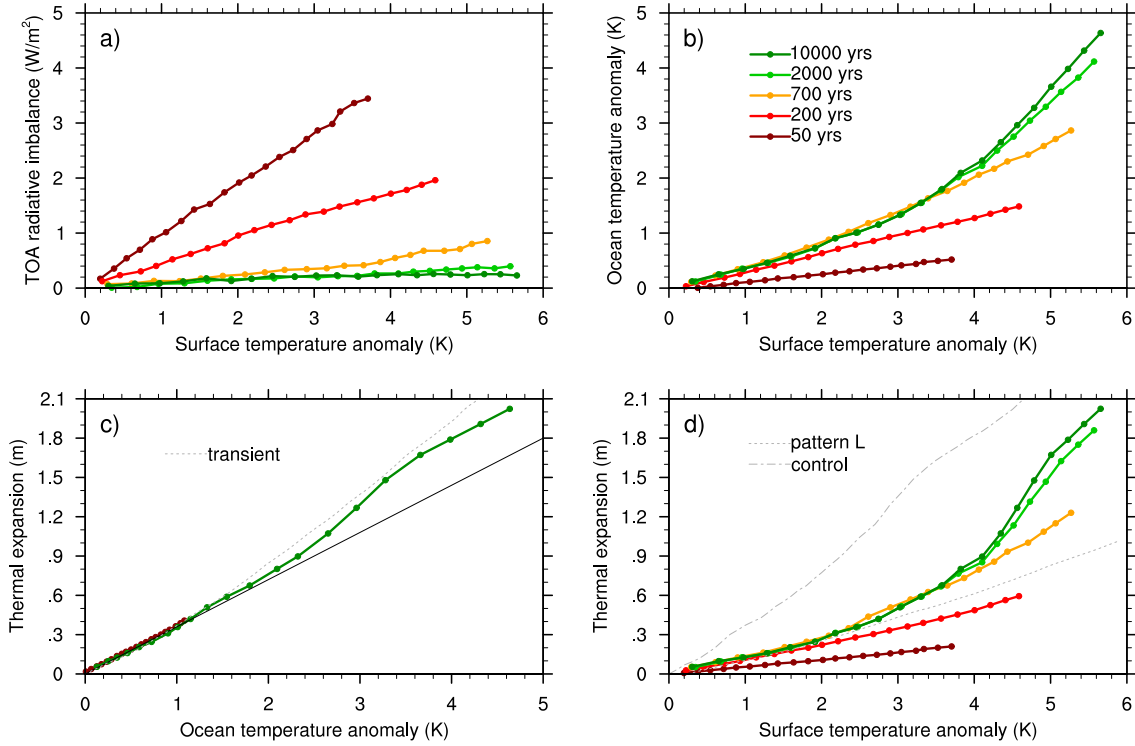 a)
TOA radiative imbalance (W/m²)
5
4
3
2
1
0
0 1 2 3 4 5 6
Surface temperature anomaly (K)
b)
Ocean temperature anomaly (K)
5
4
3
2
1
0
10000 yrs
2000 yrs
700 yrs
200 yrs
50 yrs
0 1 2 3 4 5 6
Surface temperature anomaly (K)
c)
Thermal expansion (m)
2.1
1.8
1.5
1.2
.9
.6
.3
0
transient
0 1 2 3 4 5
Ocean temperature anomaly (K)
d)
Thermal expansion (m)
2.1
1.8
1.5
1.2
.9
.6
.3
0
pattern L
control
0 1 2 3 4 5 6
Surface temperature anomaly (K)